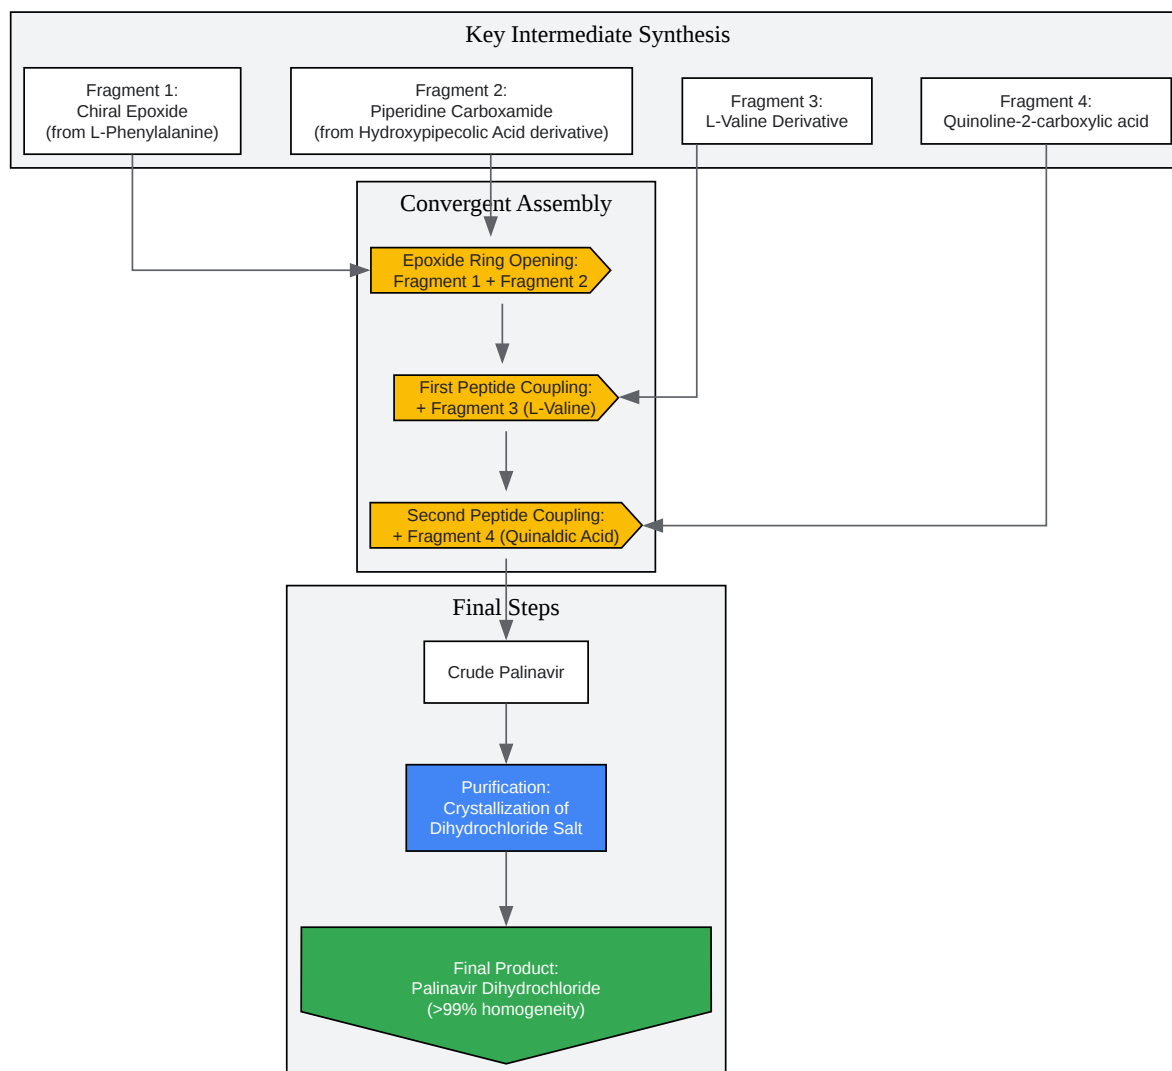 Key Intermediate Synthesis
Fragment 1:
Chiral Epoxide
(from L-Phenylalanine)
Fragment 2:
Piperidine Carboxamide
(from Hydroxypipecolic Acid derivative)
Fragment 3:
L-Valine Derivative
Fragment 4:
Quinoline-2-carboxylic acid
Convergent Assembly
Epoxide Ring Opening:
Fragment 1 + Fragment 2
First Peptide Coupling:
+ Fragment 3 (L-Valine)
Second Peptide Coupling:
+ Fragment 4 (Quinaldic Acid)
Final Steps
Crude Palinavir
Purification:
Crystallization of
Dihydrochloride Salt
Final Product:
Palinavir Dihydrochloride
(>99% homogeneity)